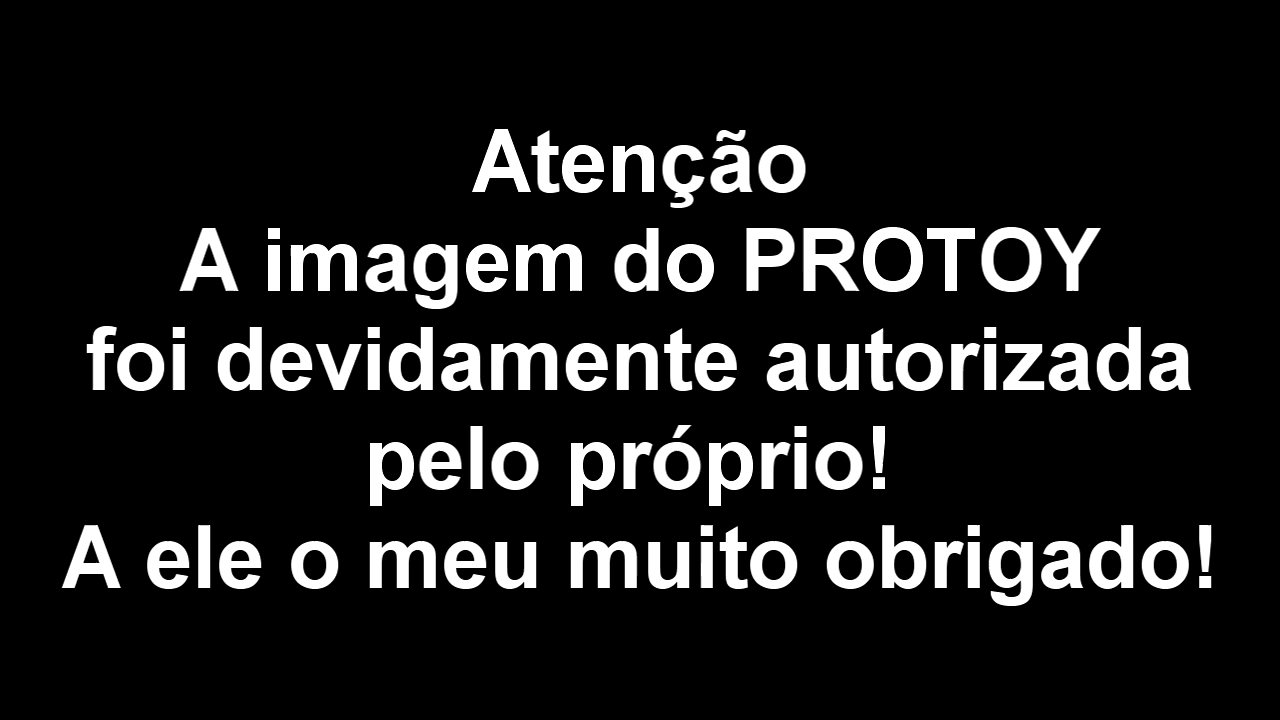 Atenção
A imagem do PROTOY
foi devidamente autorizada
pelo próprio!
A ele o meu muito obrigado!